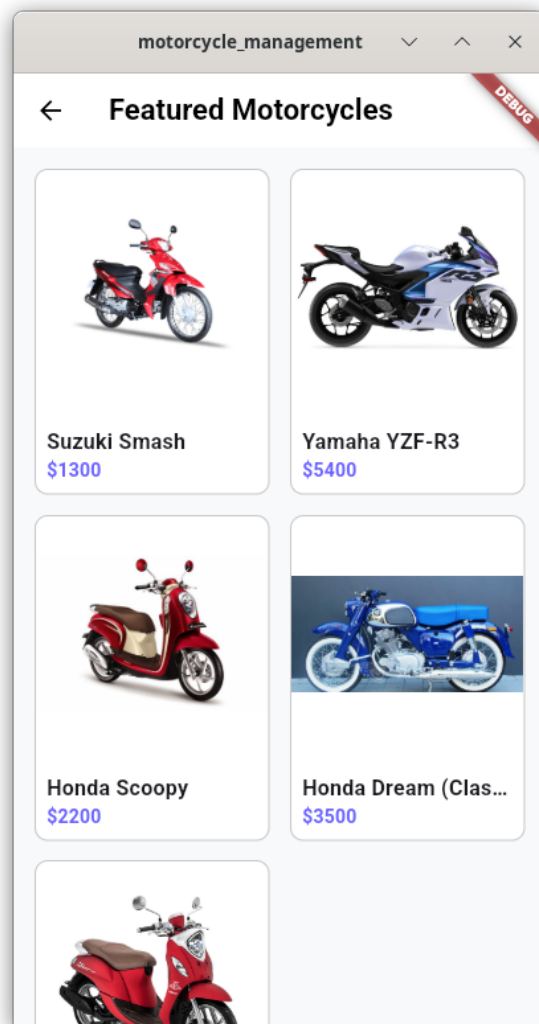 motorcycle_management
DEBUG
Featured Motorcycles
Suzuki Smash
$1300
Yamaha YZF-R3
$5400
Honda Scoopy
$2200
Honda Dream (Clas...
$3500